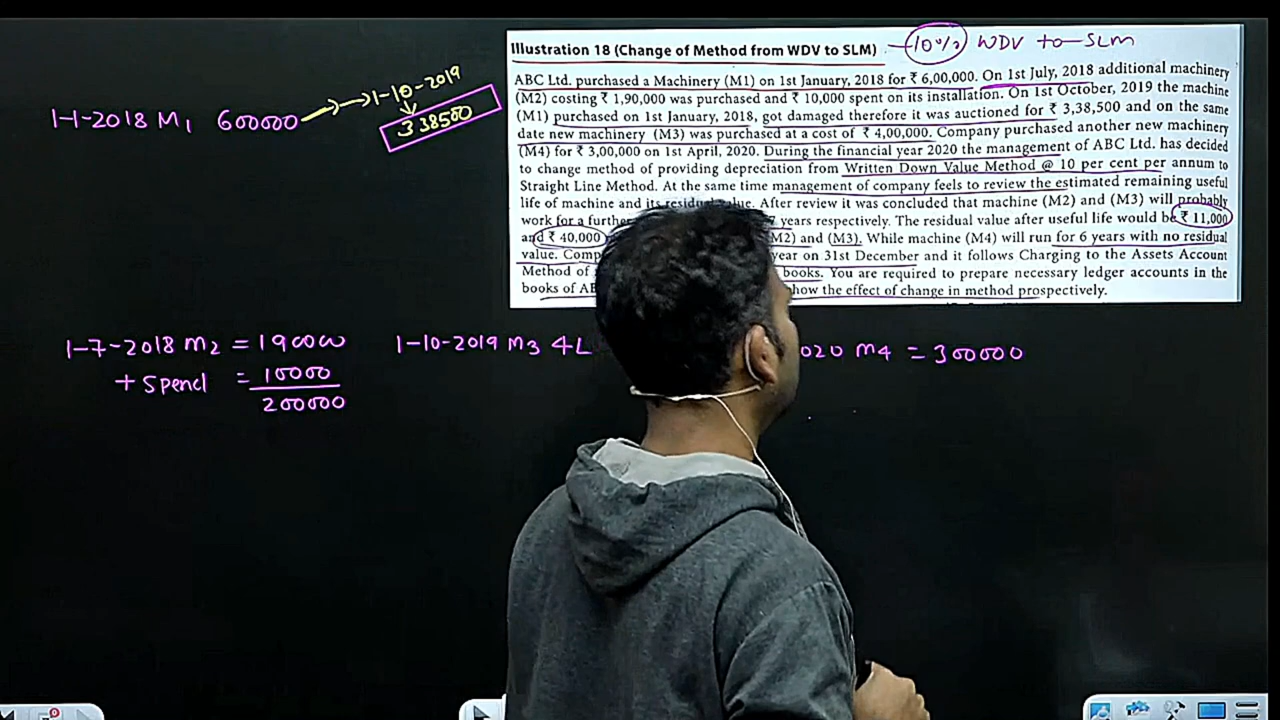 Illustration 18 (Change of Method from WDV to SLM) 10% WDV to SLM
ABC Ltd. purchased a Machinery (M1) on 1st January, 2018 for ₹ 6,00,000. On 1st July, 2018 additional machinery
(M2) costing ₹ 1,90,000 was purchased and ₹ 10,000 spent on its installation. On 1st October, 2019 the machine
(M1) purchased on 1st January, 2018, got damaged therefore it was auctioned for ₹ 3,38,500 and on the same
date new machinery (M3) was purchased at a cost of ₹ 4,00,000. Company purchased another new machinery
(M4) for ₹ 3,00,000 on 1st April, 2020. During the financial year 2020 the management of ABC Ltd. has decided
to change method of providing depreciation from Written Down Value Method @ 10 per cent per annum to
Straight Line Method. At the same time management of company feels to review the estimated remaining useful
life of machine and its residual value. After review it was concluded that machine (M2) and (M3) will probably
work for a further 7 years respectively. The residual value after useful life would be ₹ 11,000
and ₹ 40,000 M2) and (M3). While machine (M4) will run for 6 years with no residual
value. year on 31st December and it follows Charging to the Assets Account
Method of books. You are required to prepare necessary ledger accounts in the
books of how the effect of change in method prospectively.
1-1-2018 M1 600000 1-10-2019
338500
1-7-2018 M2 = 190000 1-10-2019 M3 4L 020 M4 = 300000
+ Spend = 10000
200000